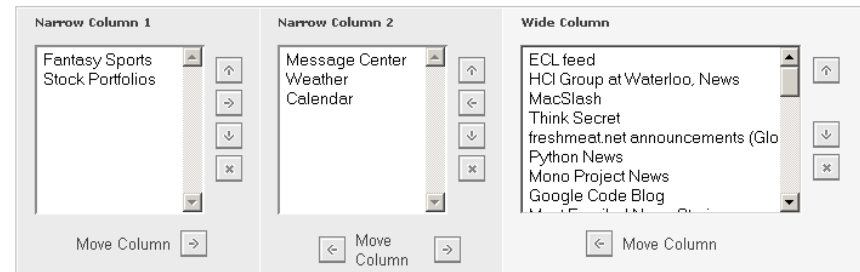 Narrow Column 1
Fantasy Sports
Stock Portfolios
Move Column
Narrow Column 2
Message Center
Weather
Calendar
Move
Column
Wide Column
ECL feed
HCI Group at Waterloo, News
MacSlash
Think Secret
freshmeat.net announcements (Glo
Python News
Mono Project News
Google Code Blog
Move Column